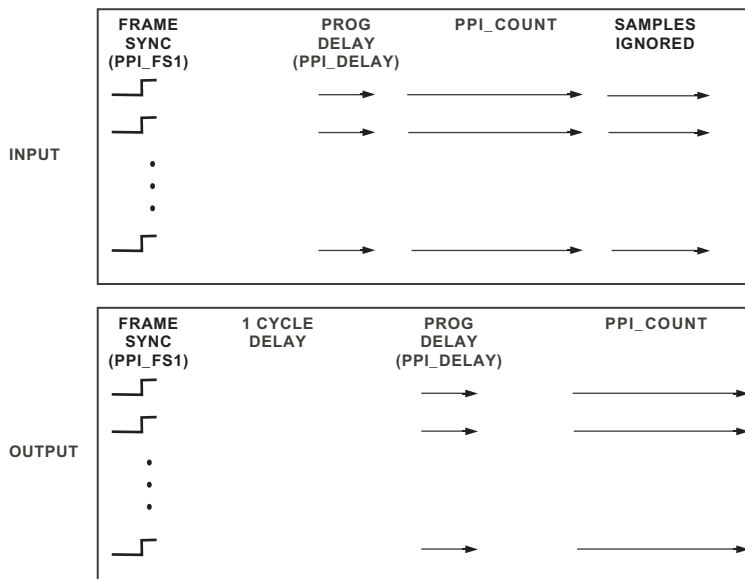 FRAME
SYNC
(PPI_FS1)
PROG
DELAY
(PPI_DELAY)
PPI_COUNT
SAMPLES
IGNORED
INPUT
FRAME
SYNC
(PPI_FS1)
1 CYCLE
DELAY
PROG
DELAY
(PPI_DELAY)
PPI_COUNT
OUTPUT